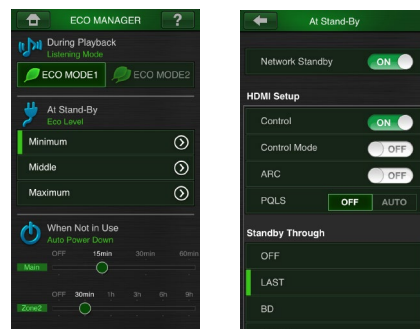 ECO MANAGER
?
During Playback
Listening Mode
ECO MODE1
ECO MODE2
At Stand-By
Eco Level
Minimum
Middle
Maximum
When Not in Use
Auto Power Down
OFF 15min 30min 60min
Main
OFF 30min 1h 3h 6h 9h
Zone2
At Stand-By
Network Standby ON
HDMI Setup
Control ON
Control Mode OFF
ARC OFF
PQLS OFF AUTO
Standby Through
OFF
LAST
BD